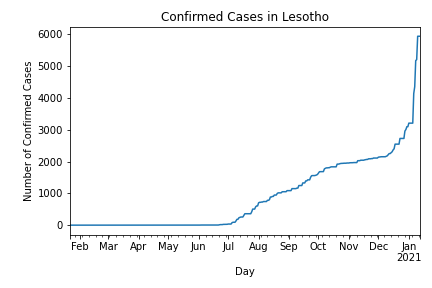 Confirmed Cases in Lesotho
6000
5000
4000
3000
2000
1000
0
Number of Confirmed Cases
Feb Mar Apr May Jun Jul Aug Sep Oct Nov Dec Jan
2021
Day